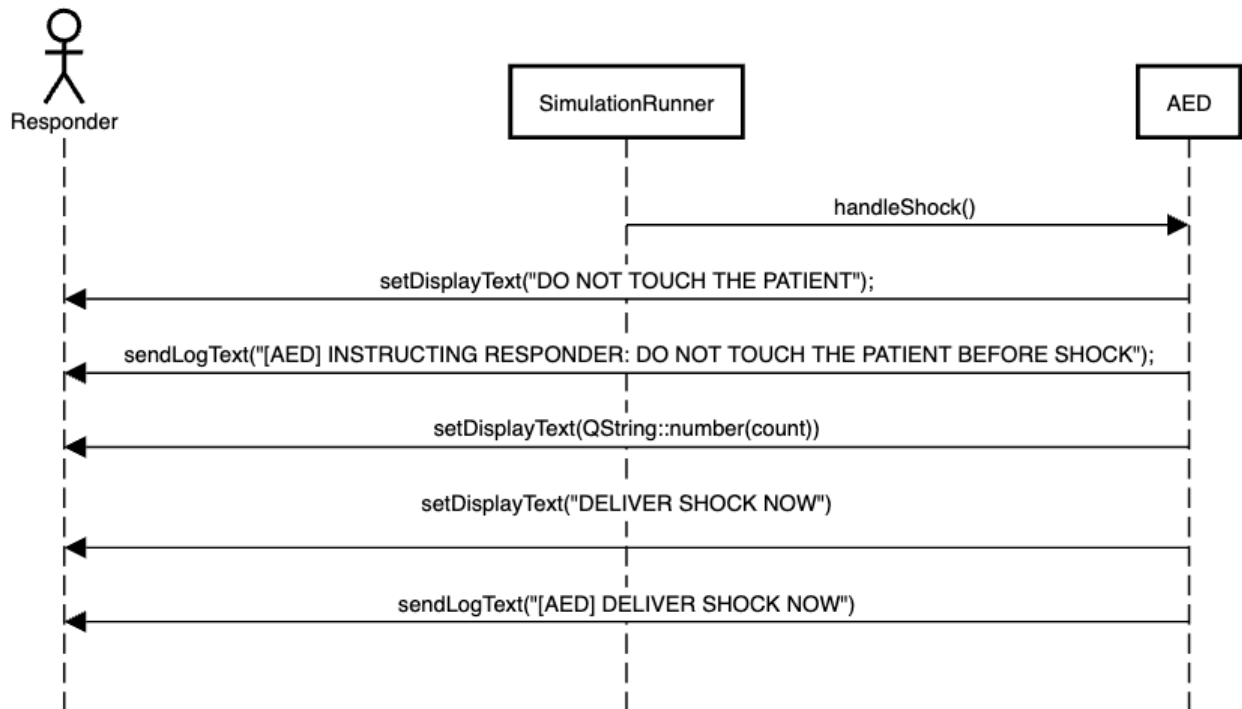 Responder
SimulationRunner
AED
handleShock()
setDisplayText("DO NOT TOUCH THE PATIENT");
sendLogText("[AED] INSTRUCTING RESPONDER: DO NOT TOUCH THE PATIENT BEFORE SHOCK");
setDisplayText(QString::number(count))
setDisplayText("DELIVER SHOCK NOW")
sendLogText("[AED] DELIVER SHOCK NOW")